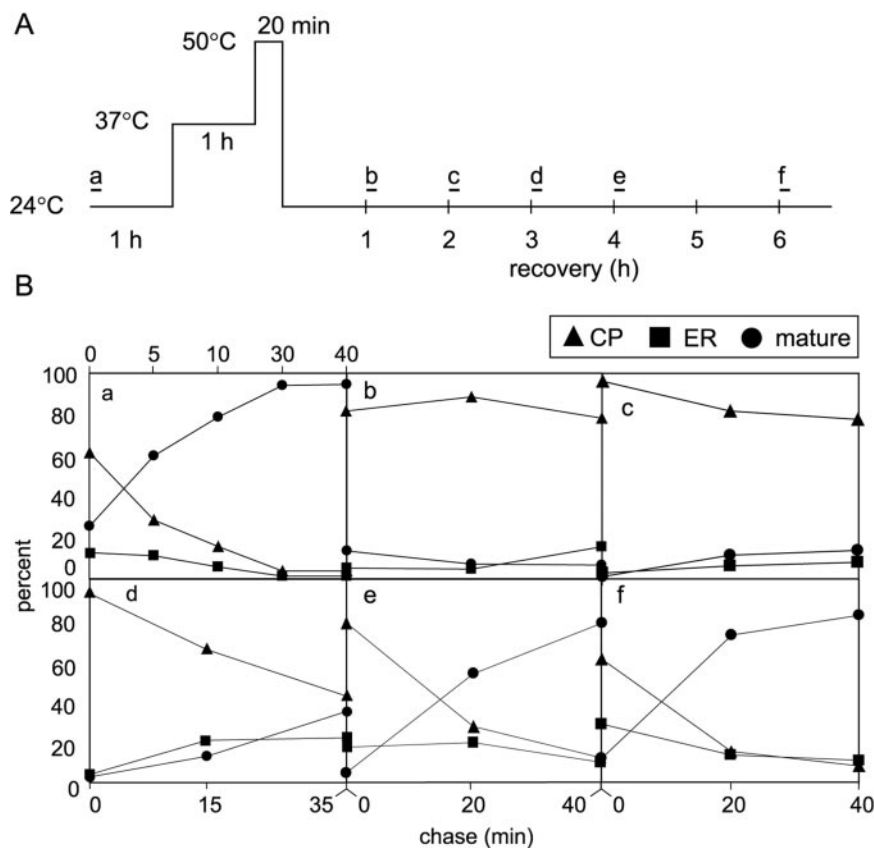 A
50°C 20 min
37°C
1 h
a b c d e f
24°C
1 h 1 2 3 4 5 6
recovery (h)
B
CP ER mature
0 5 10 30 40
100 a b c
80
60
40
20
0
percent
d e f
80
60
40
20
0
0 15 35 0 20 40 0 20 40
chase (min)